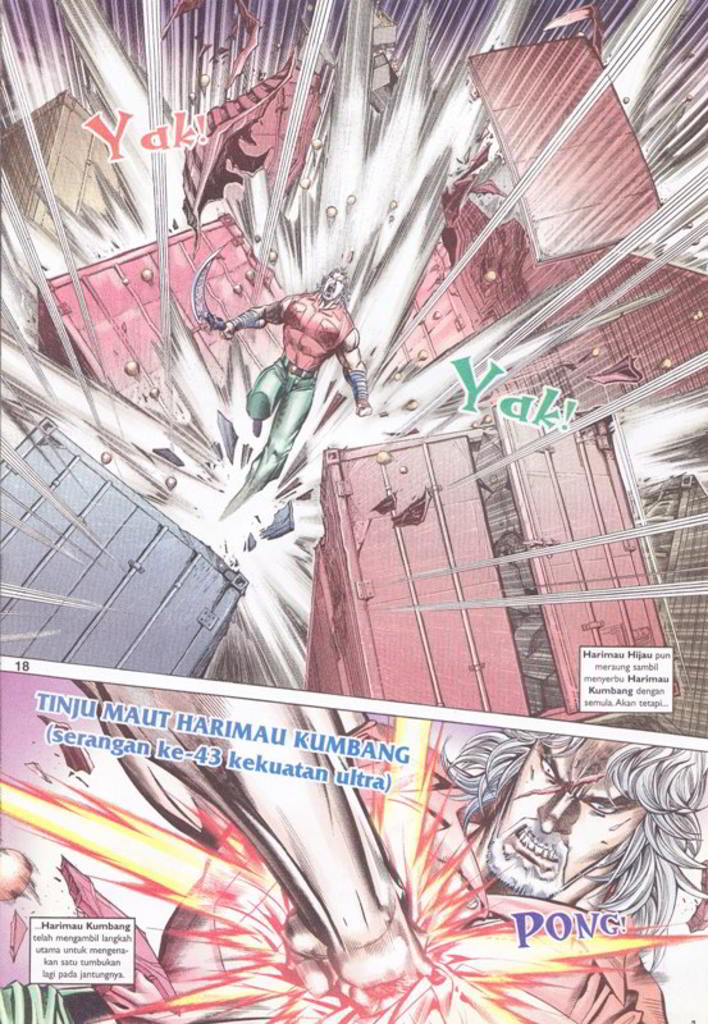 Yak!
Yak!
Harimau Hijau pun
meraung sambil
menyerbu Harimau
Kumbang dengan
semula. Akan tetapi...
18
TINJU MAUT HARIMAU KUMBANG
(serangan ke-43 kekuatan ultra)
PONG!
...Harimau Kumbang
telah mengambil langkah
utama untuk mengena-
kan satu tumbukan
lagi pada jantungnya.